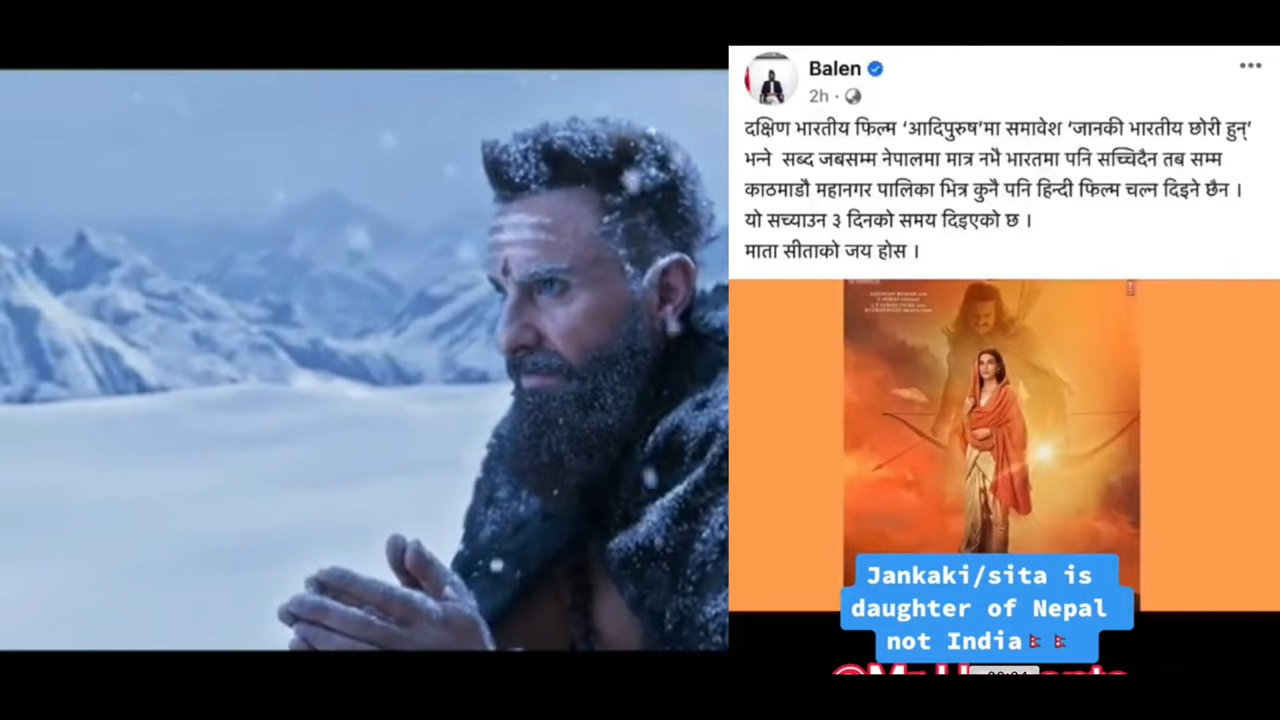 Balen
2h
दक्षिण भारतीय फिल्म ‘आदिपुरुष’मा समावेश ‘जानकी भारतीय छोरी हुन्’
भन्ने सब्द जबसम्म नेपालमा मात्र नभै भारतमा पनि सच्चिदैन तब सम्म
काठमाडौ महानगर पालिका भित्र कुनै पनि हिन्दी फिल्म चल्न दिइने छैन ।
यो सच्याउन ३ दिनको समय दिइएको छ ।
माता सीताको जय होस ।
Jankaki/sita is
daughter of Nepal
not India🇳🇵 🇳🇵